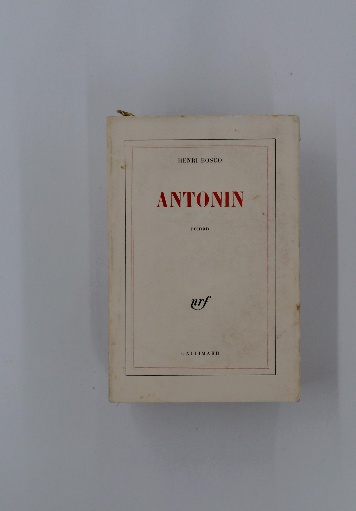 HENRI BOSCO
ANTONIN
roman
nrf
GALLIMARD